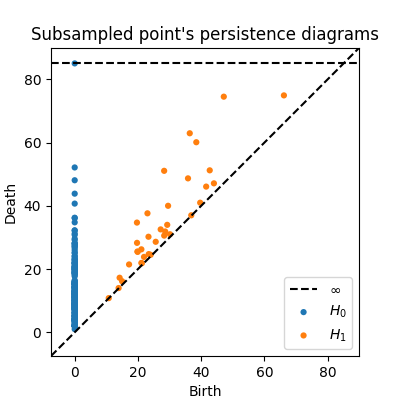 Subsampled point's persistence diagrams
Death
80
60
40
20
0
∞
H₀
H₁
0 20 40 60 80
Birth